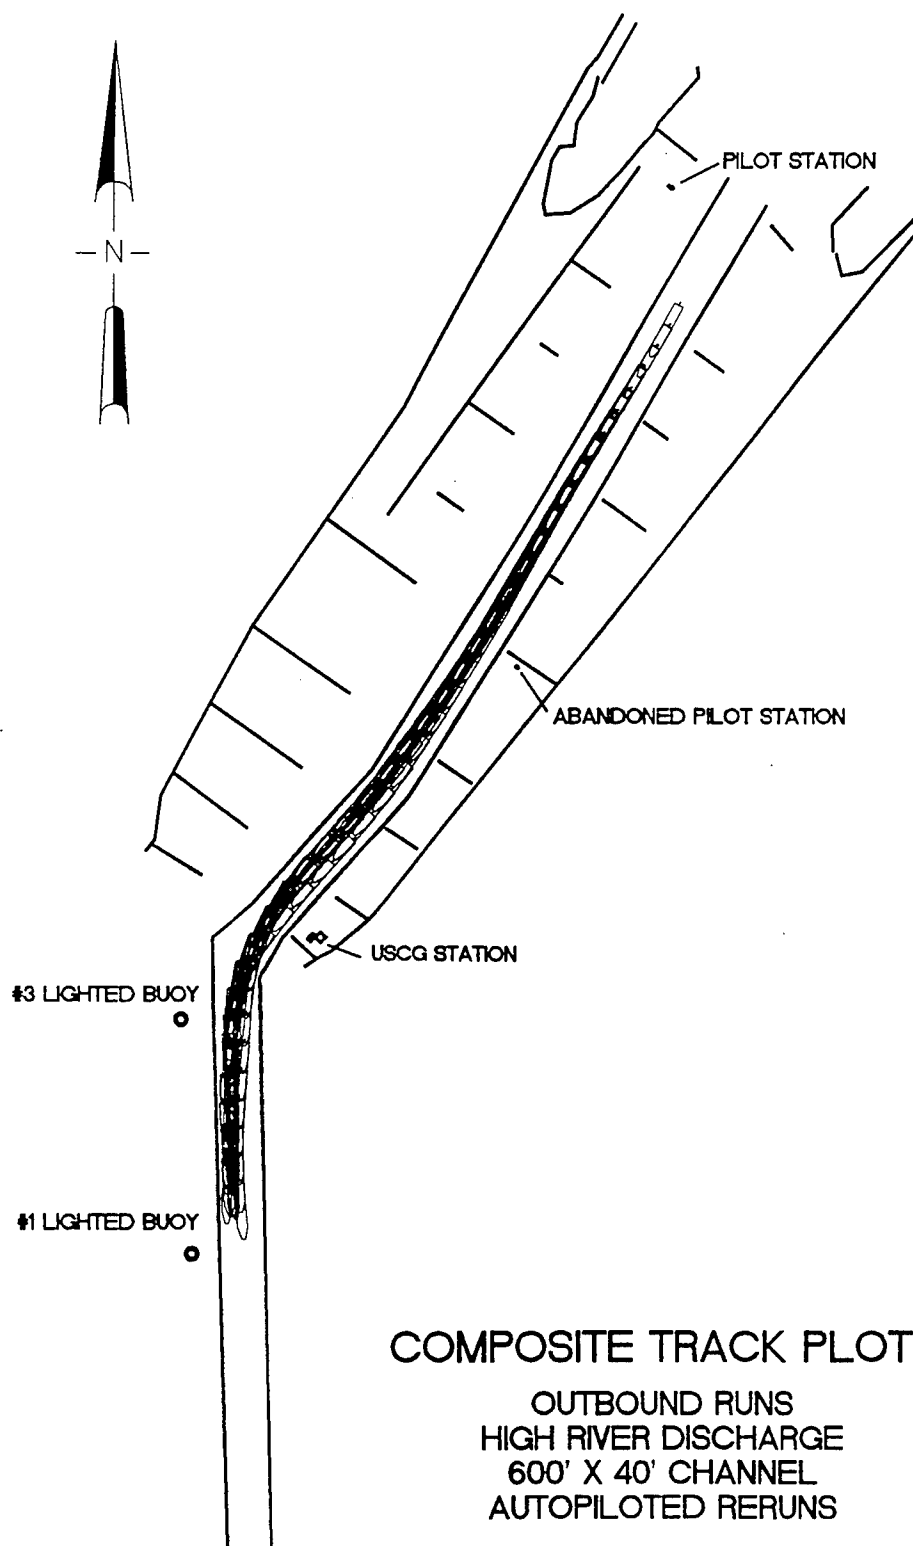 PILOT STATION
- N -
ABANDONED PILOT STATION
USCG STATION
#3 LIGHTED BUOY
#1 LIGHTED BUOY
COMPOSITE TRACK PLOT
OUTBOUND RUNS
HIGH RIVER DISCHARGE
600' X 40' CHANNEL
AUTOPILOTED RERUNS